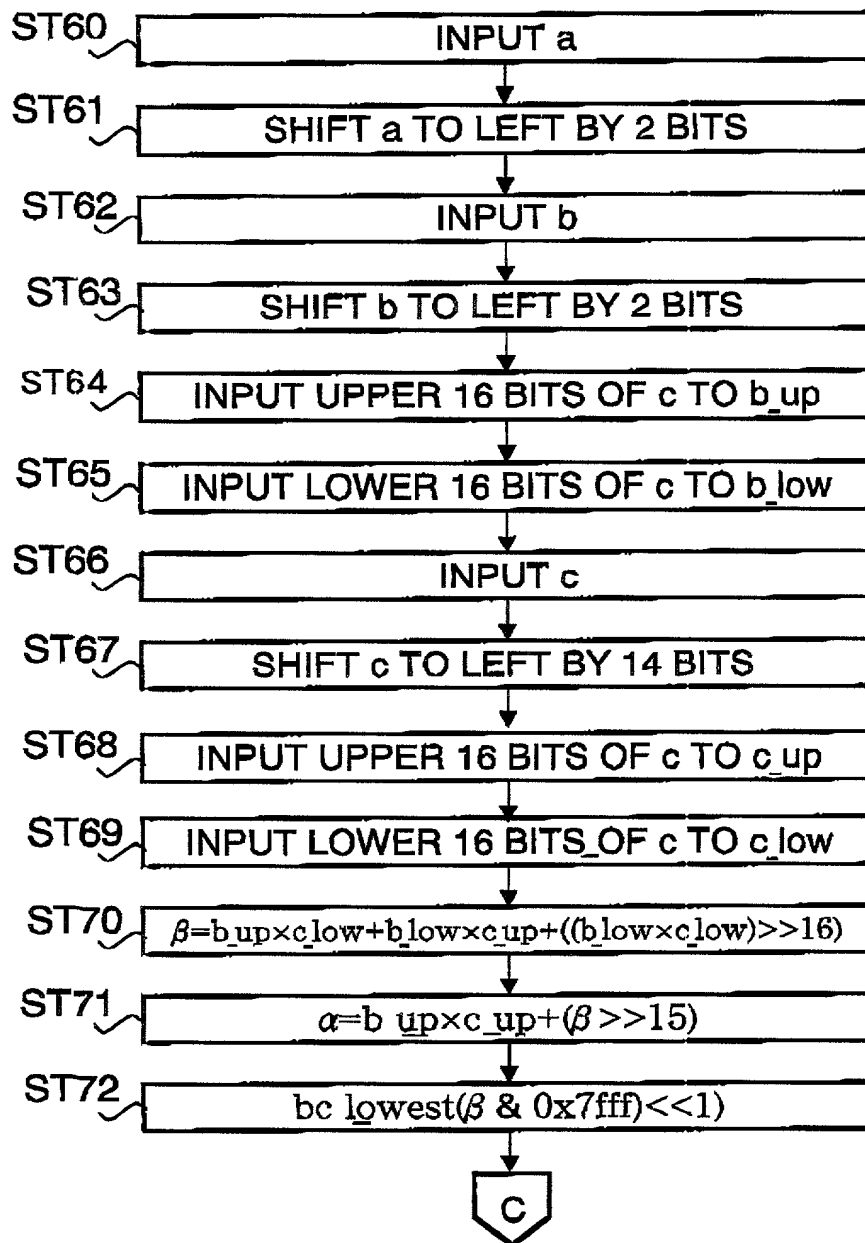 ST60 INPUT a
ST61 SHIFT a TO LEFT BY 2 BITS
ST62 INPUT b
ST63 SHIFT b TO LEFT BY 2 BITS
ST64 INPUT UPPER 16 BITS OF c TO b_up
ST65 INPUT LOWER 16 BITS OF c TO b_low
ST66 INPUT c
ST67 SHIFT c TO LEFT BY 14 BITS
ST68 INPUT UPPER 16 BITS OF c TO c_up
ST69 INPUT LOWER 16 BITS_OF c TO c_low
ST70 β=b_up×c_low+b_low×c_up+((b_low×c_low)>>16)
ST71 α=b_up×c_up+(β>>15)
ST72 bc_lowest(β & 0x7fff)<<1)
C